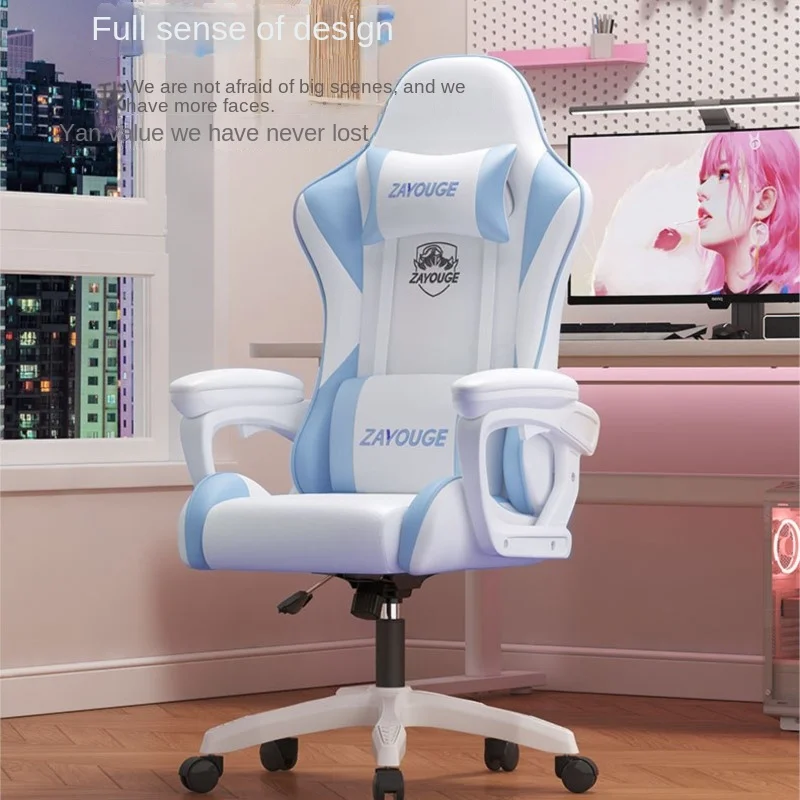 Full sense of design
We are not afraid of big scenes, and we
have more faces.
Yan value we have never lost
ZAYOUGE
ZAYOUGE
ZAYOUGE